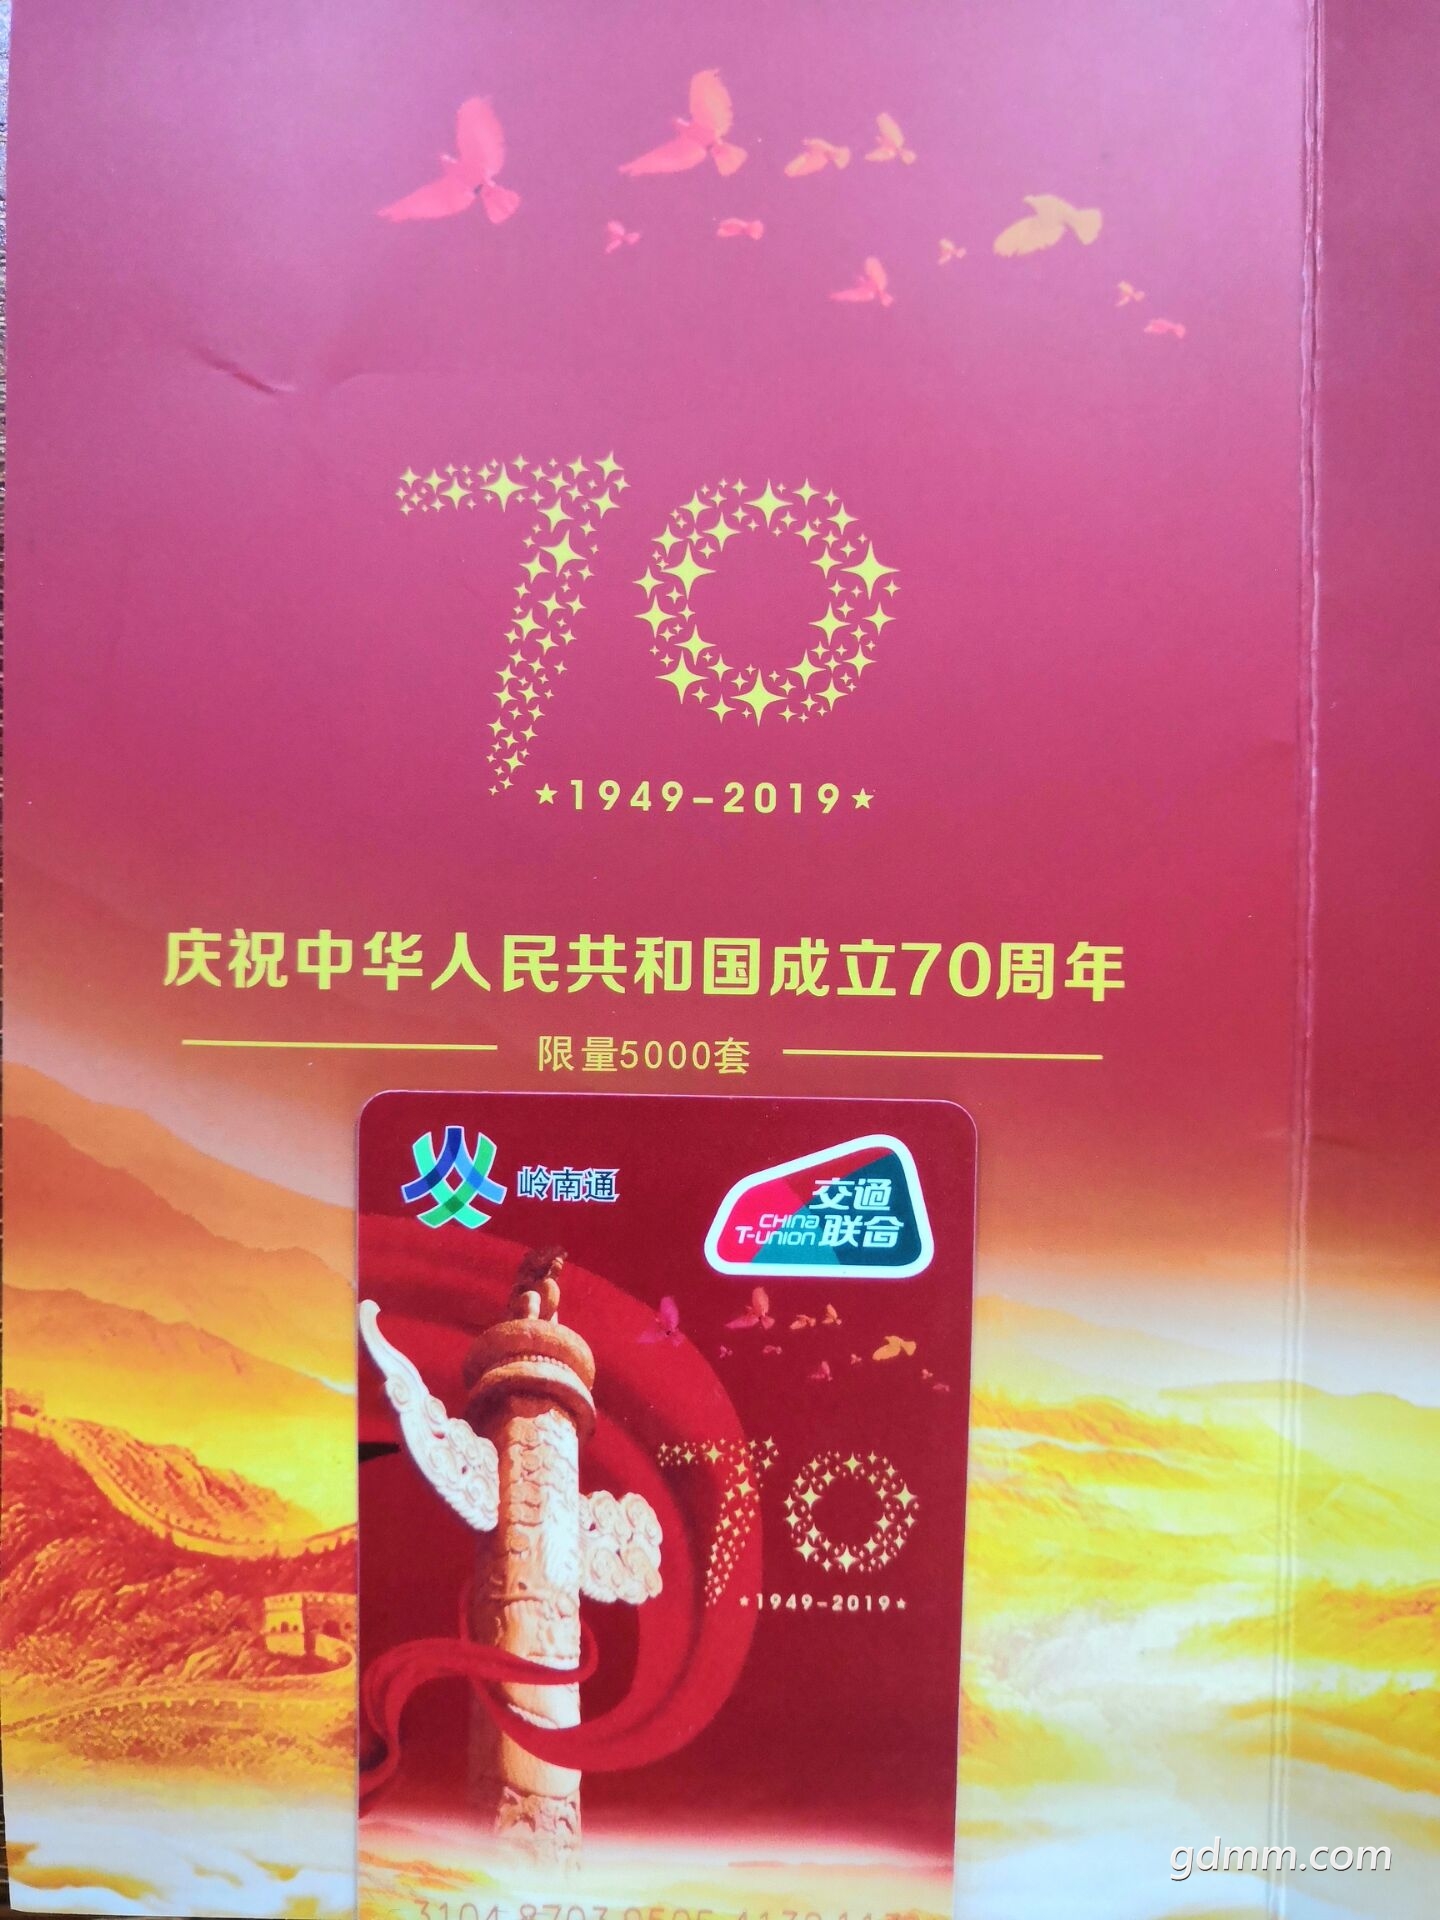 70
★1949-2019★
庆祝中华人民共和国成立70周年
限量5000套
岭南通
交通
CHINA
T-UNION 联合
70
★1949-2019★
gdmm.com